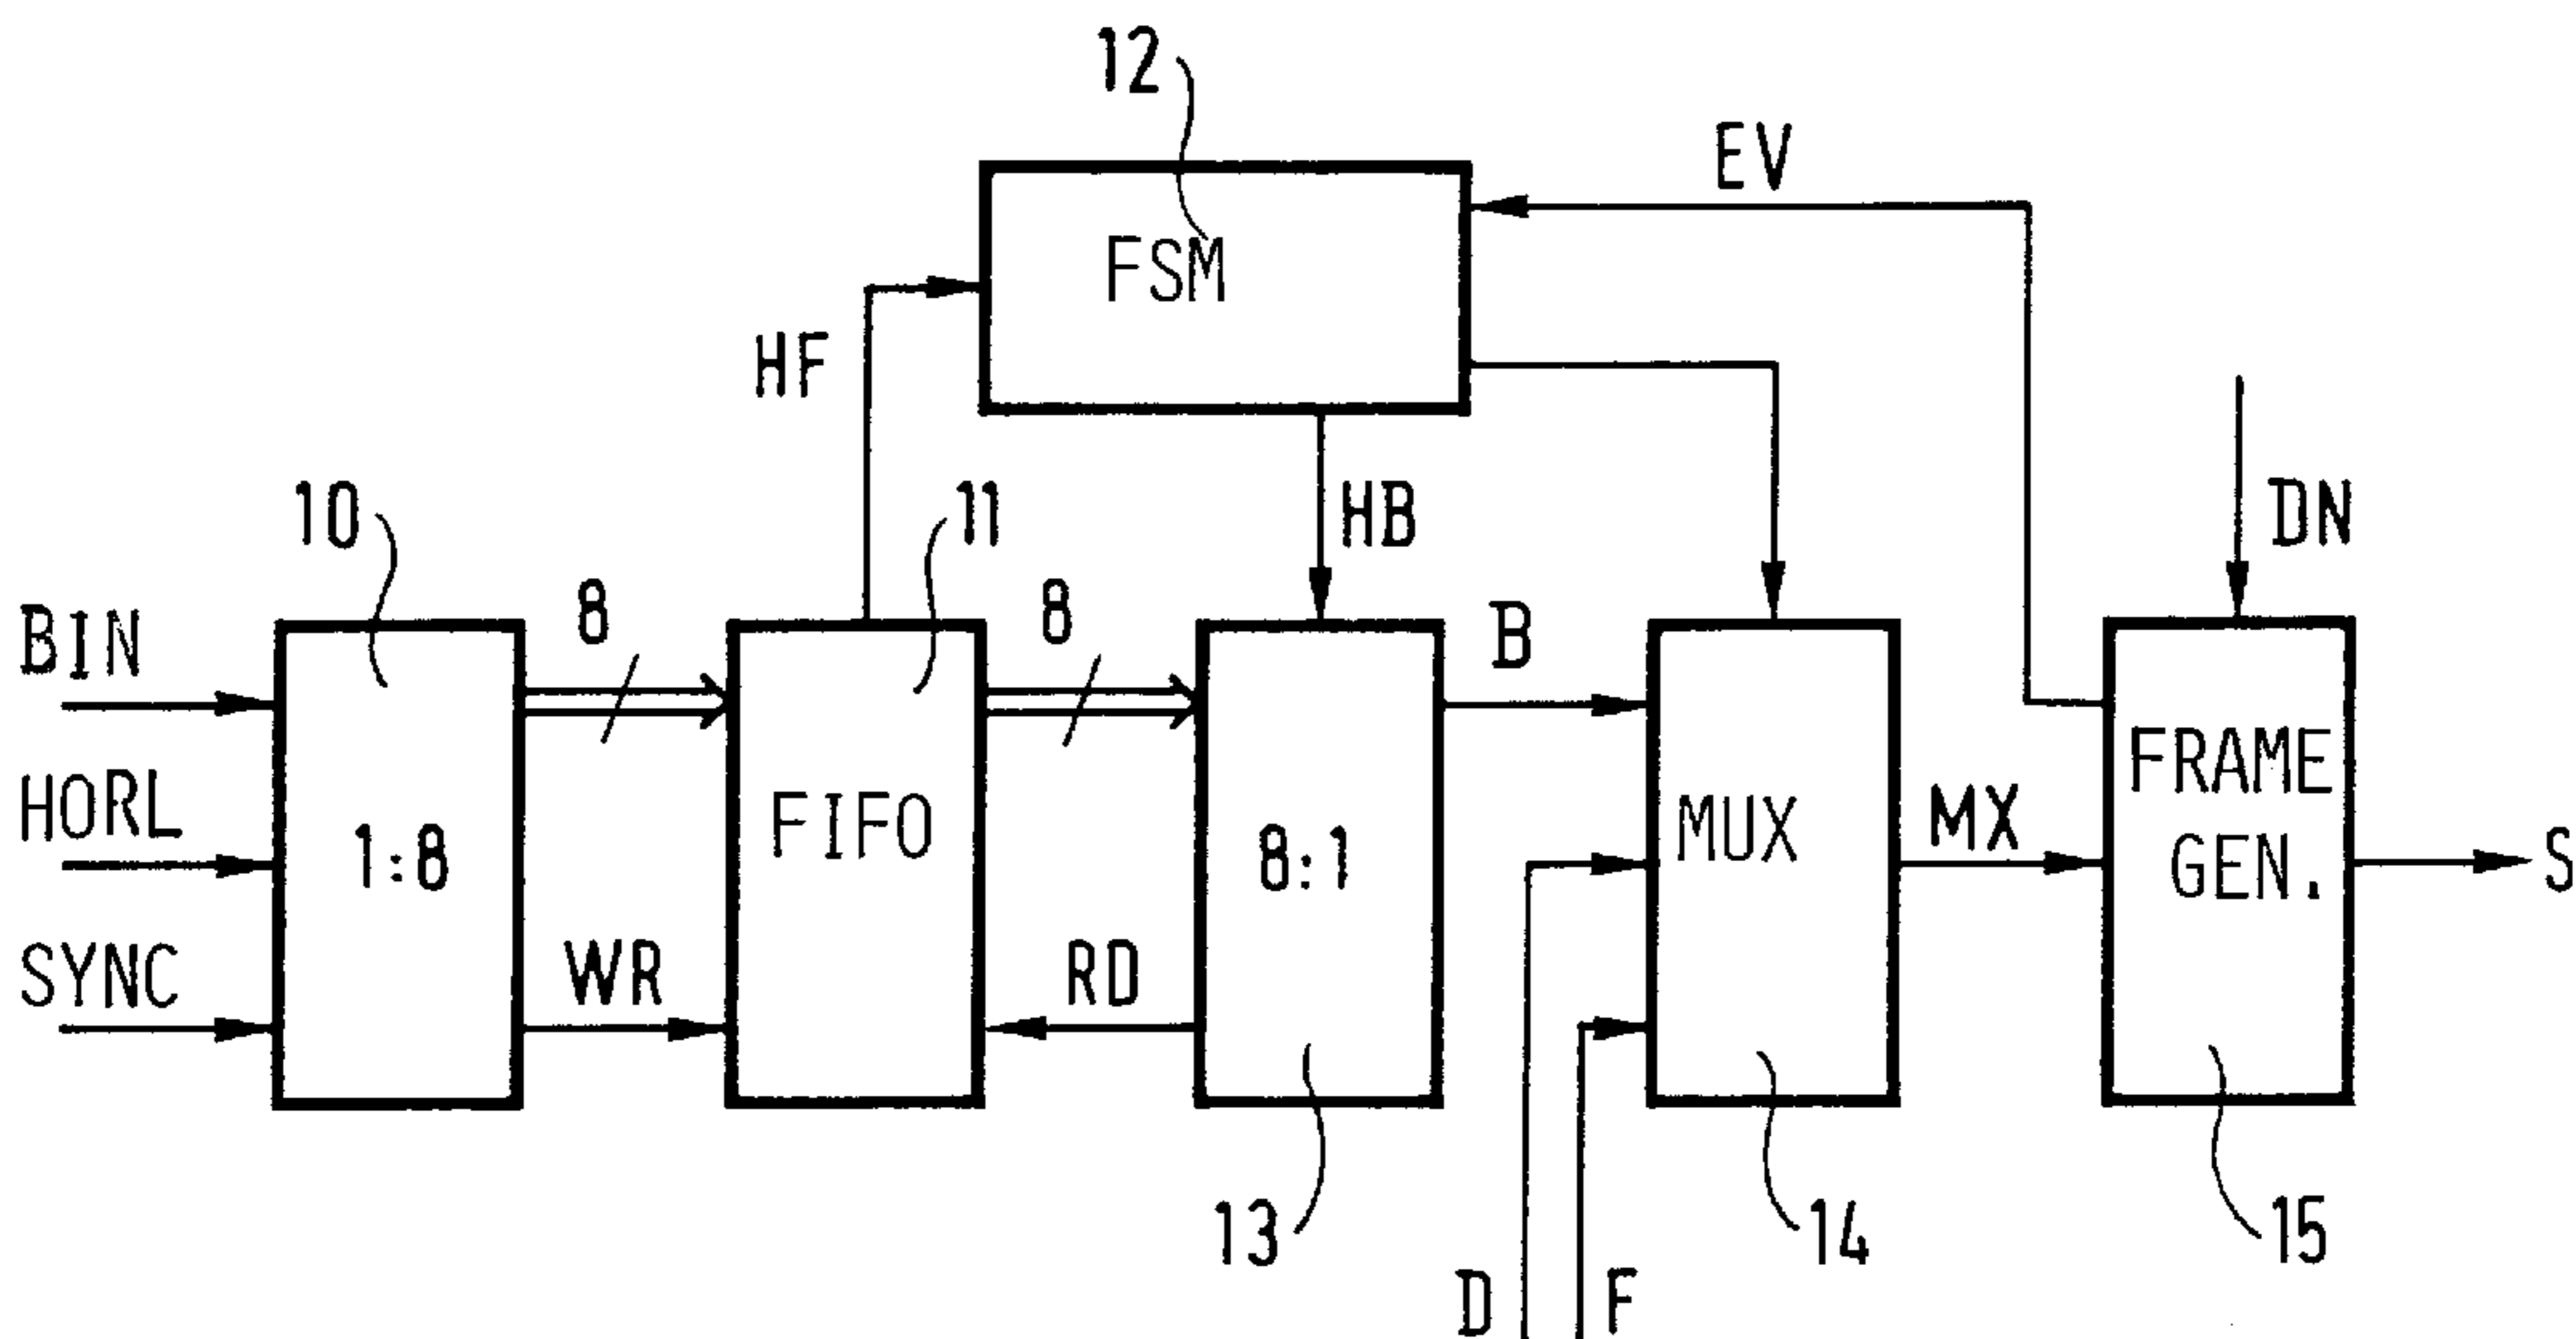 12
EV
FSM
HF
HB
DN
10
11
8
8
BIN
B
HORL
1:8
FIFO
8:1
MUX
MX
FRAME
GEN.
S
SYNC
WR
RD
13
14
15
D
F